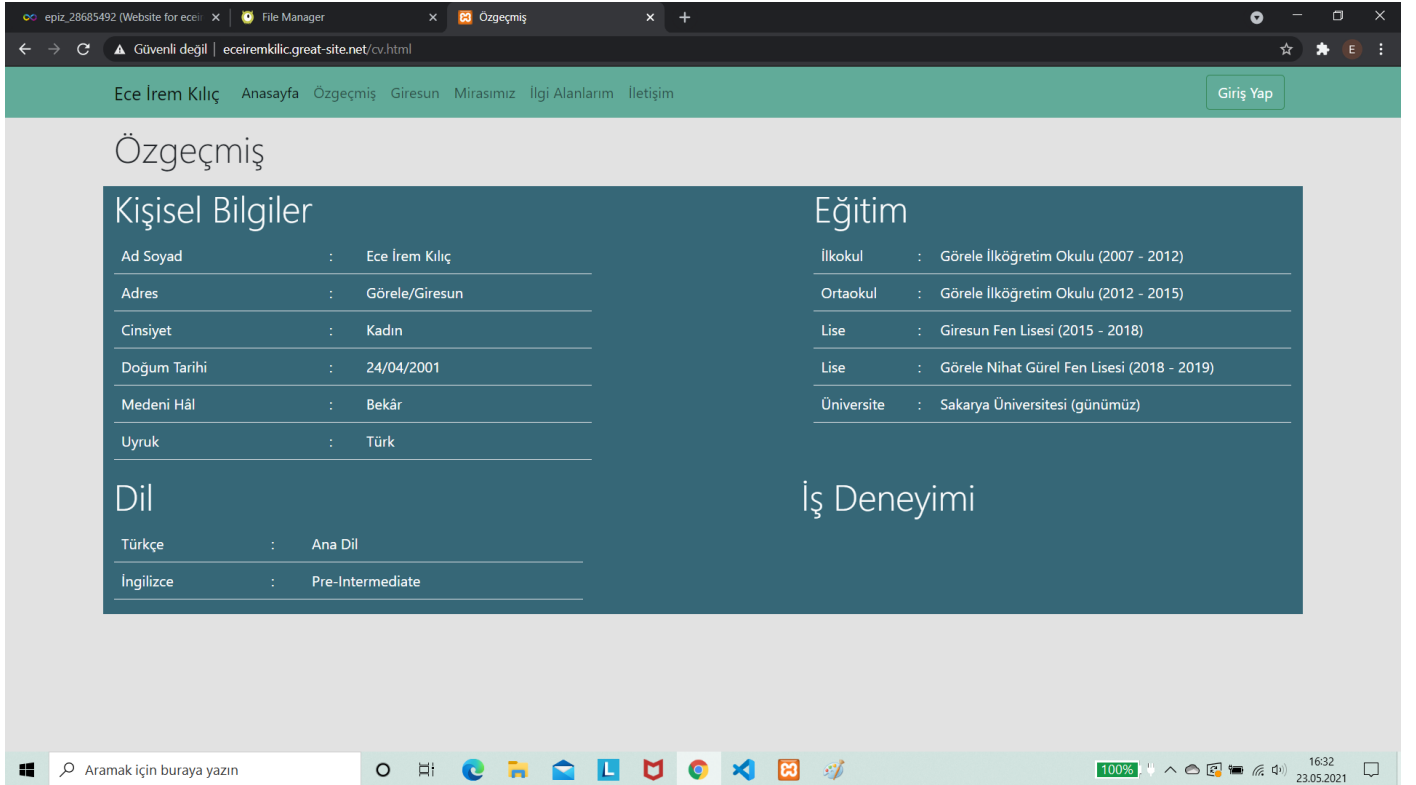 epiz_28685492 (Website for ecein
File Manager
Özgeçmiş
Güvenli değil | eceiremkilic.great-site.net/cv.html
E
Ece İrem Kılıç Anasayfa Özgeçmiş Giresun Mirasımız İlgi Alanlarım İletişim Giriş Yap
Özgeçmiş
Kişisel Bilgiler
Ad Soyad : Ece İrem Kılıç
Adres : Görele/Giresun
Cinsiyet : Kadın
Doğum Tarihi : 24/04/2001
Medeni Hâl : Bekâr
Uyruk : Türk
Eğitim
İlkokul : Görele İlköğretim Okulu (2007 - 2012)
Ortaokul : Görele İlköğretim Okulu (2012 - 2015)
Lise : Giresun Fen Lisesi (2015 - 2018)
Lise : Görele Nihat Gürel Fen Lisesi (2018 - 2019)
Üniversite : Sakarya Üniversitesi (günümüz)
Dil
Türkçe : Ana Dil
İngilizce : Pre-Intermediate
İş Deneyimi
Aramak için buraya yazın
L
100%
16:32
23.05.2021